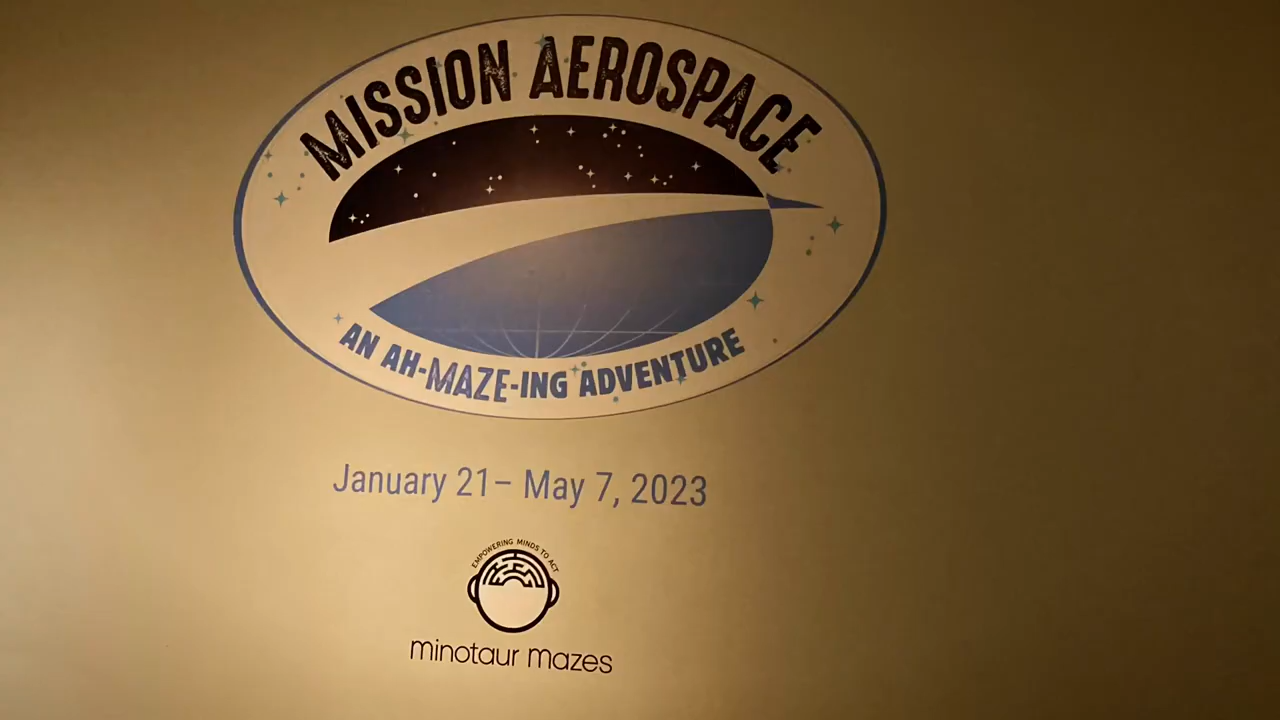 MISSION AEROSPACE
AN AH-MAZE-ING ADVENTURE
January 21– May 7, 2023
EMPOWERING MINDS TO ACT
minotaur mazes